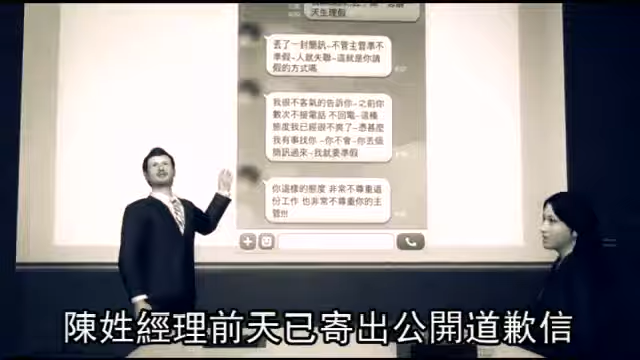 天生理假
丟了一封簡訊~不管主管準不
準假~人就失聯~這就是你請
假的方式嗎
我很不客氣的告訴你~之前你
數次不接電話 不回電~這種
態度我已經很不爽了~憑甚麼
我有事找你~你不會~你丟個
簡訊過來~我就要準假
你這樣的態度 非常不尊重這
份工作 也非常不尊重你的主
管!!!
陳姓經理前天已寄出公開道歉信